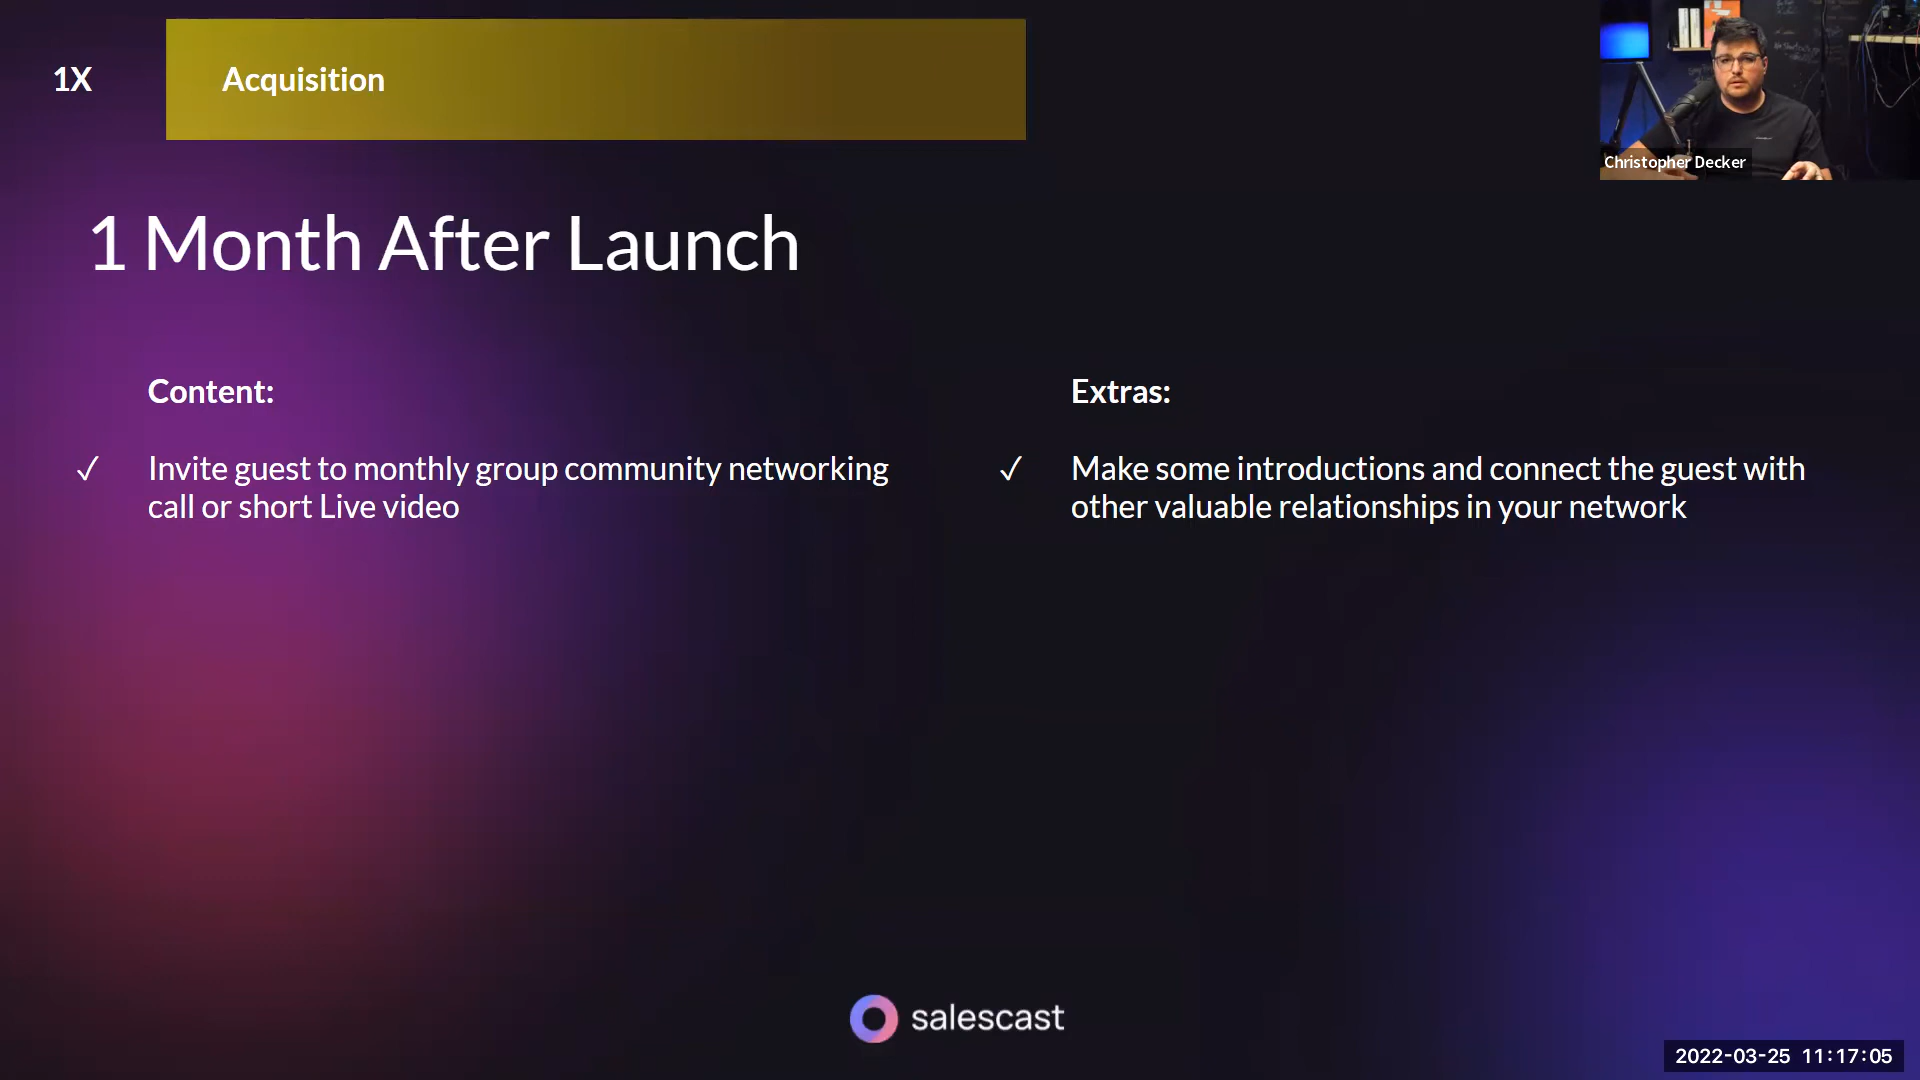 1X
Acquisition
Christopher Decker
1 Month After Launch
Content:
✓ Invite guest to monthly group community networking
call or short Live video
Extras:
✓ Make some introductions and connect the guest with
other valuable relationships in your network
salescast
2022-03-25 11:17:05